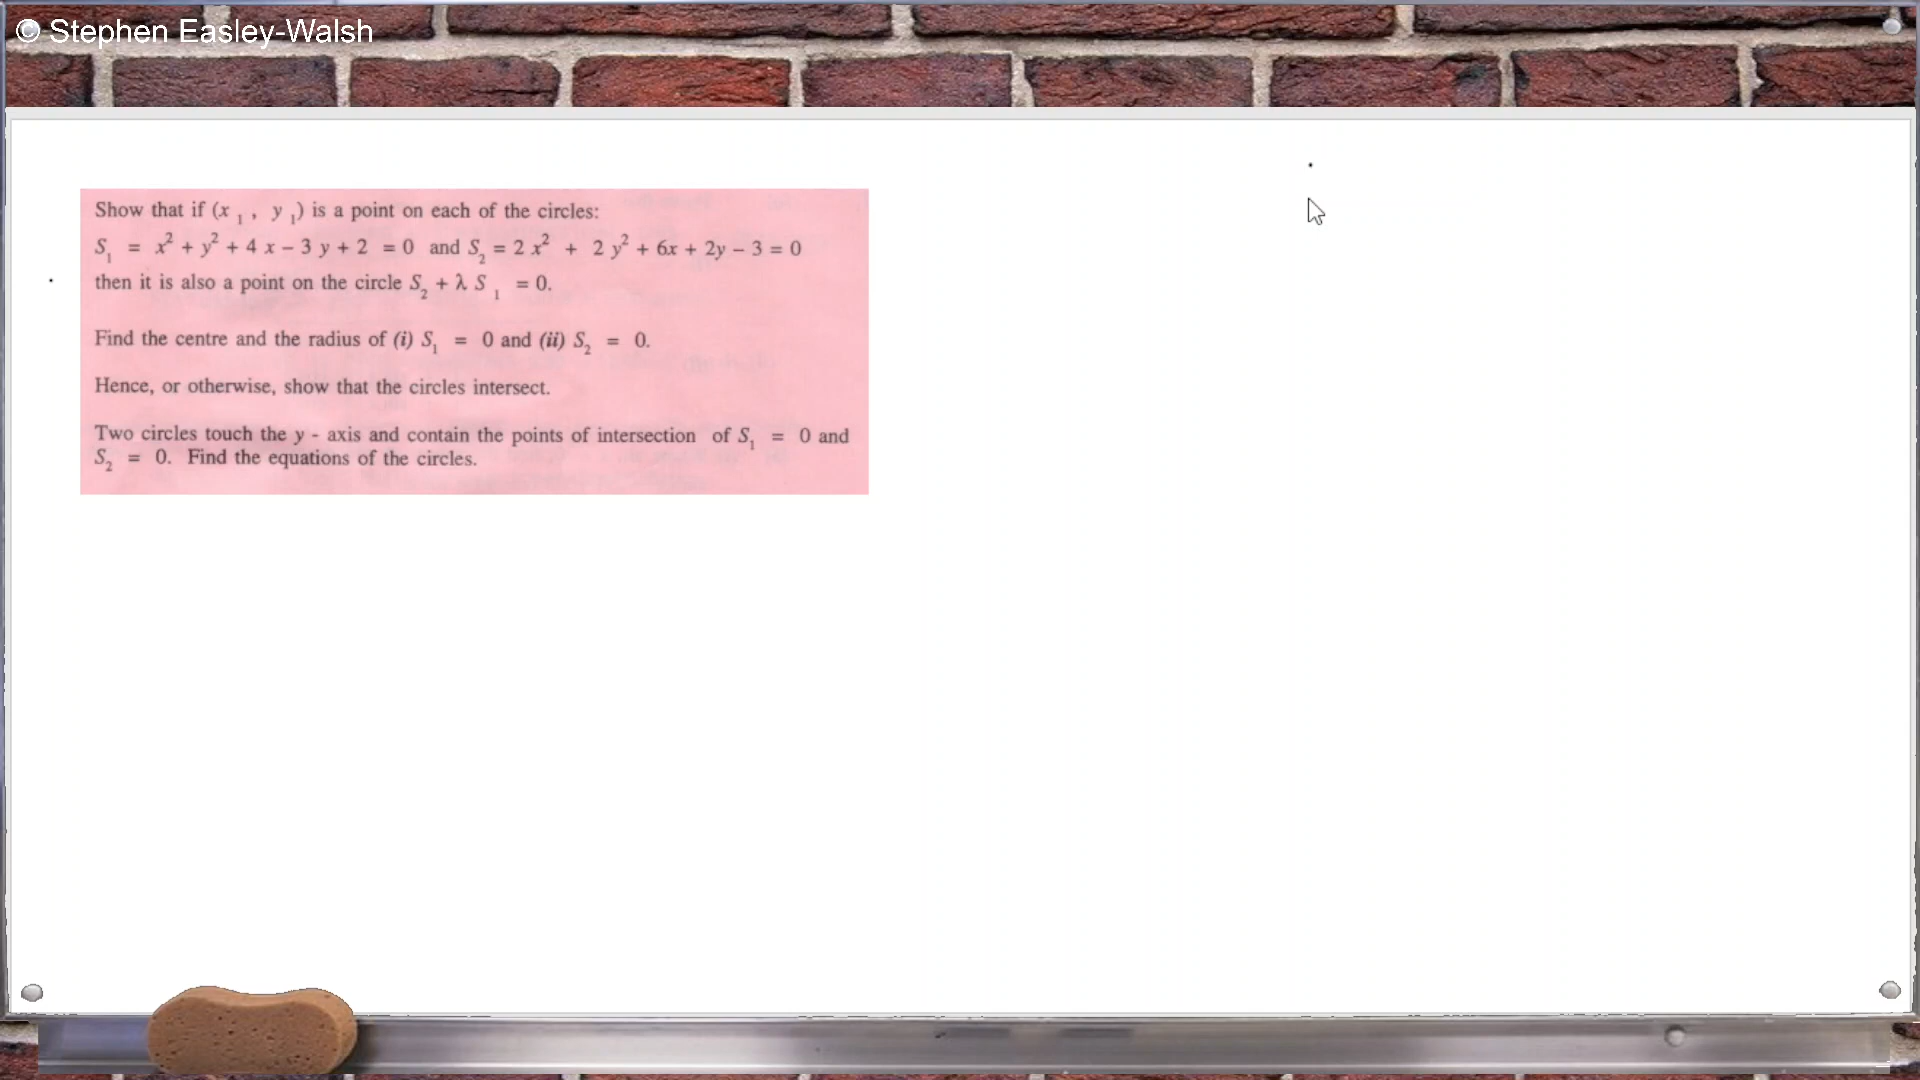 © Stephen Easley-Walsh
Show that if (x₁, y₁) is a point on each of the circles:
S₁ = x² + y² + 4 x – 3 y + 2 = 0 and S₂ = 2 x² + 2 y² + 6x + 2y – 3 = 0
then it is also a point on the circle S₂ + λ S₁ = 0.
Find the centre and the radius of (i) S₁ = 0 and (ii) S₂ = 0.
Hence, or otherwise, show that the circles intersect.
Two circles touch the y - axis and contain the points of intersection of S₁ = 0 and
S₂ = 0. Find the equations of the circles.